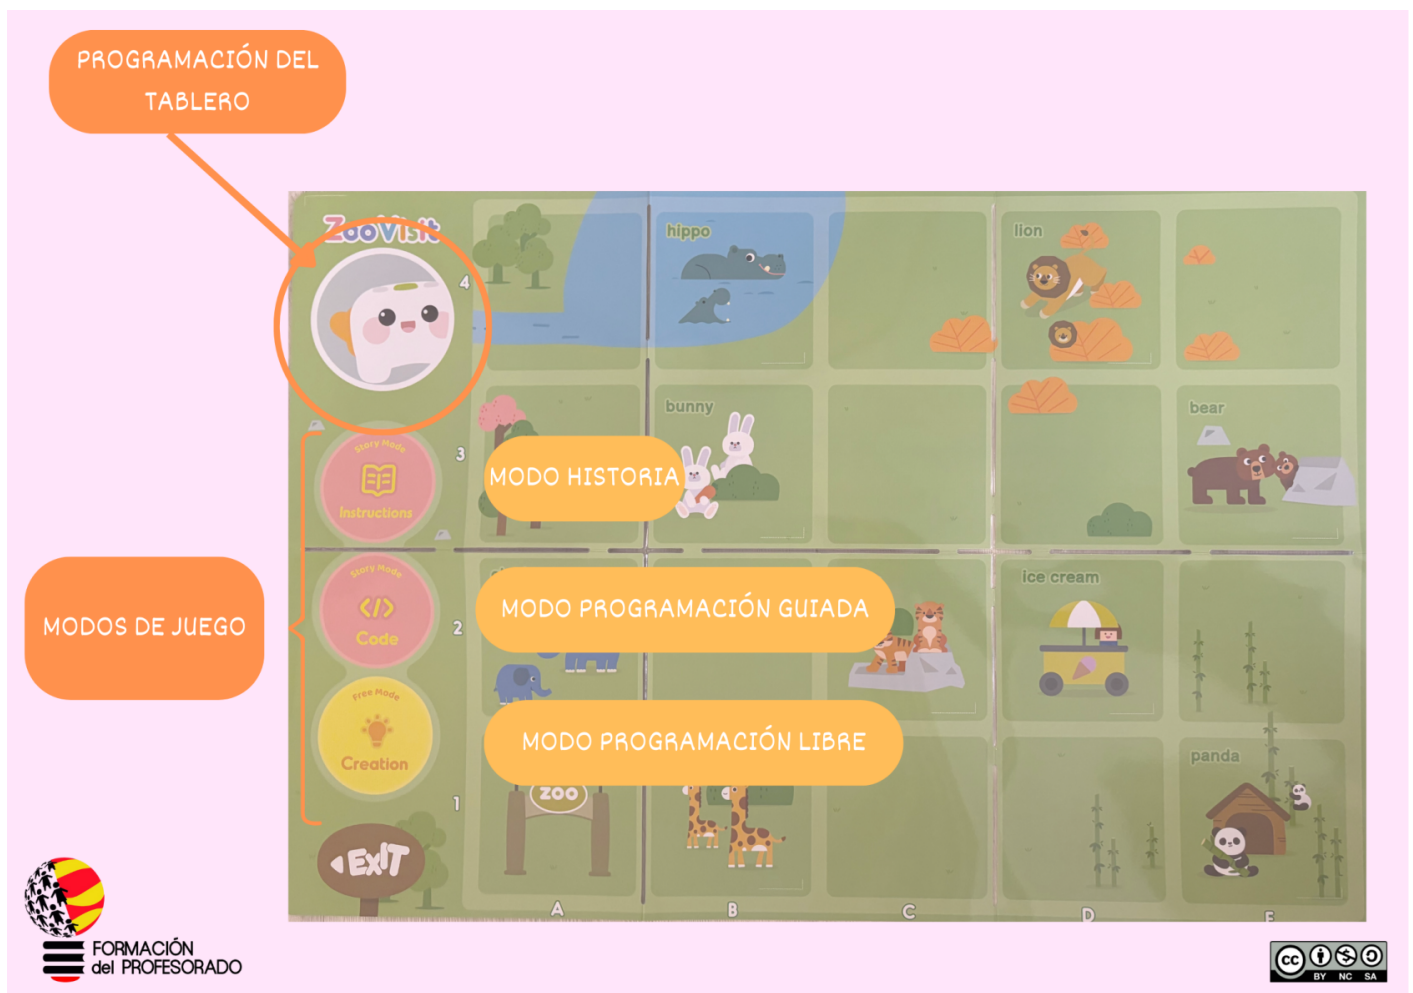 PROGRAMACIÓN DEL
TABLERO
ZooVisit
4
hippo
lion
3
bunny
bear
Story Mode
Instructions
MODO HISTORIA
MODOS DE JUEGO
2
Story Mode
</>
Code
MODO PROGRAMACIÓN GUIADA
ice cream
Free Mode
Creation
MODO PROGRAMACIÓN LIBRE
1
ZOO
panda
EXIT
A
B
C
D
E
FORMACIÓN
del PROFESORADO
cc
BY NC SA